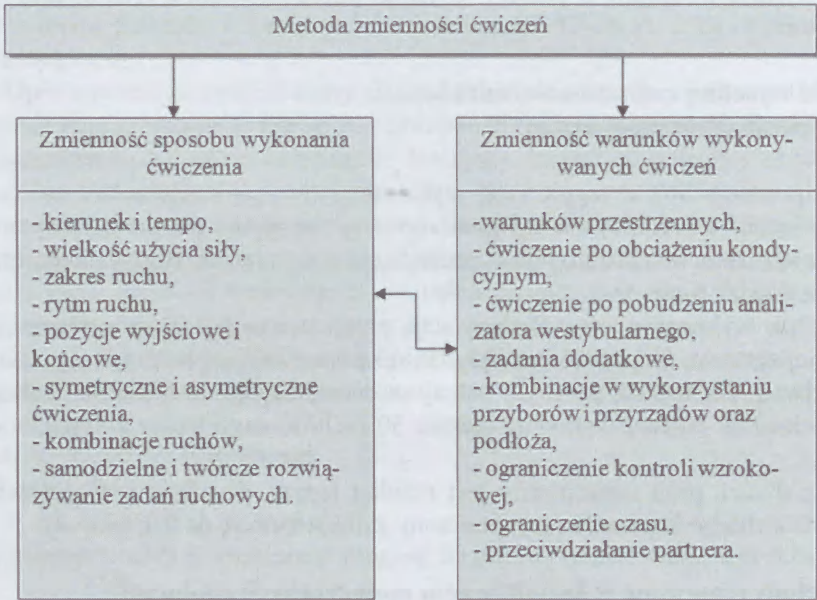 Metoda zmienności ćwiczeń
Zmienność sposobu wykonania
ćwiczenia
- kierunek i tempo,
- wielkość użycia siły,
- zakres ruchu,
- rytm ruchu,
- pozycje wyjściowe i
końcowe,
- symetryczne i asymetryczne
ćwiczenia,
- kombinacje ruchów,
- samodzielne i twórcze rozwią-
zywanie zadań ruchowych.
Zmienność warunków wykony-
wanych ćwiczeń
-warunków przestrzennych,
- ćwiczenie po obciążeniu kondy-
cyjnym,
- ćwiczenie po pobudzeniu anali-
zatora westybularnego,
- zadania dodatkowe,
- kombinacje w wykorzystaniu
przyborów i przyrządów oraz
podłoża,
- ograniczenie kontroli wzroko-
wej,
- ograniczenie czasu,
- przeciwdziałanie partnera.